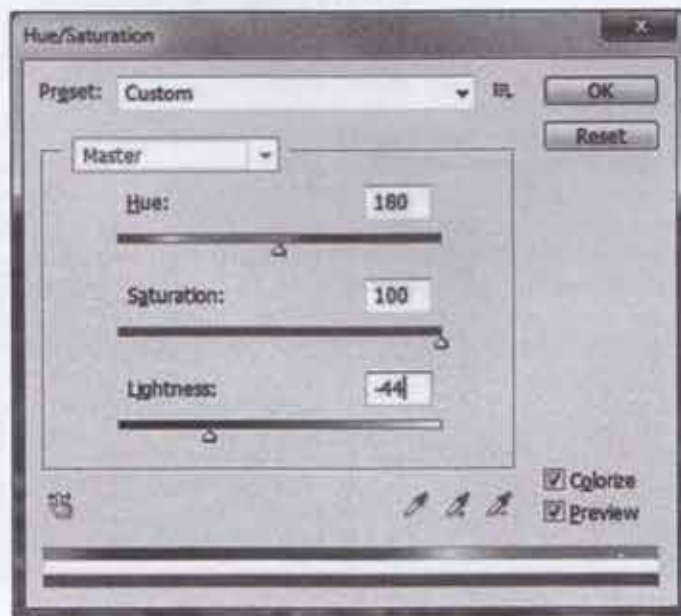 Hue/Saturation
Preset: Custom
OK
Reset
Master
Hue: 180
Saturation: 100
Lightness: -44
Colorize
Preview